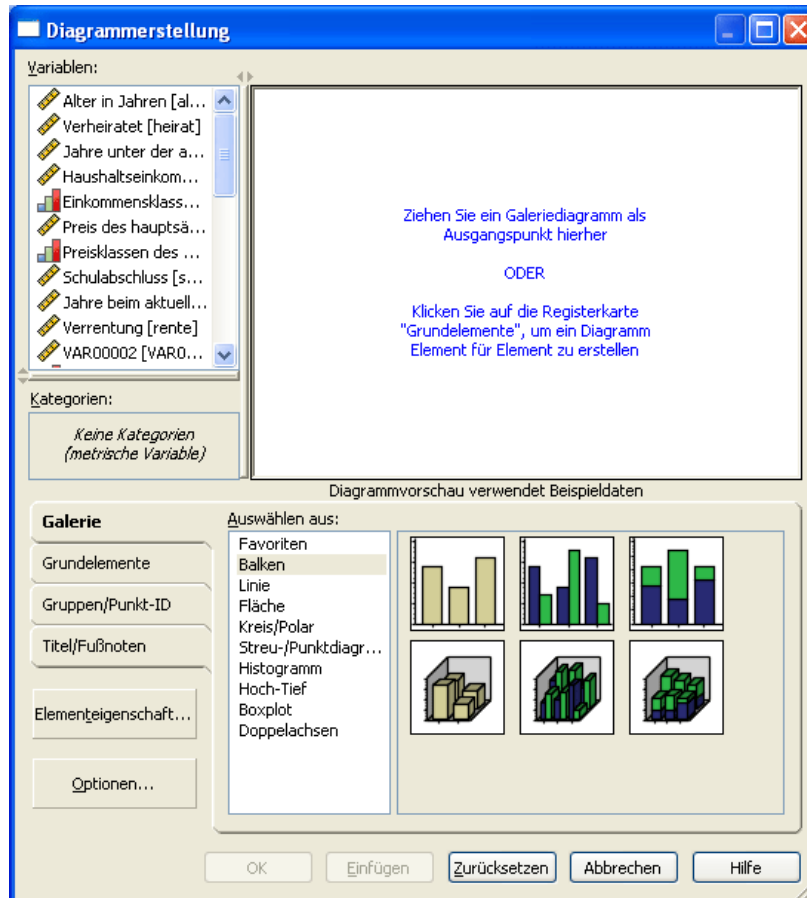 Diagrammerstellung
Variablen:
Alter in Jahren [al...
Verheiratet [heirat]
Jahre unter der a...
Haushaltseinkom...
Einkommensklass...
Preis des hauptsä...
Preisklassen des ...
Schulabschluss [s...
Jahre beim aktuell...
Verrentung [rente]
VAR00002 [VAR0...
Ziehen Sie ein Galeriediagramm als
Ausgangspunkt hierher
ODER
Klicken Sie auf die Registerkarte
"Grundelemente", um ein Diagramm
Element für Element zu erstellen
Kategorien:
Keine Kategorien
(metrische Variable)
Diagrammvorschau verwendet Beispieldaten
Galerie
Grundelemente
Gruppen/Punkt-ID
Titel/Fußnoten
Elementeigenschaft...
Optionen...
Auswählen aus:
Favoriten
Balken
Linie
Fläche
Kreis/Polar
Streu-/Punktdiagr...
Histogramm
Hoch-Tief
Boxplot
Doppelachsen
OK
Einfügen
Zurücksetzen
Abbrechen
Hilfe